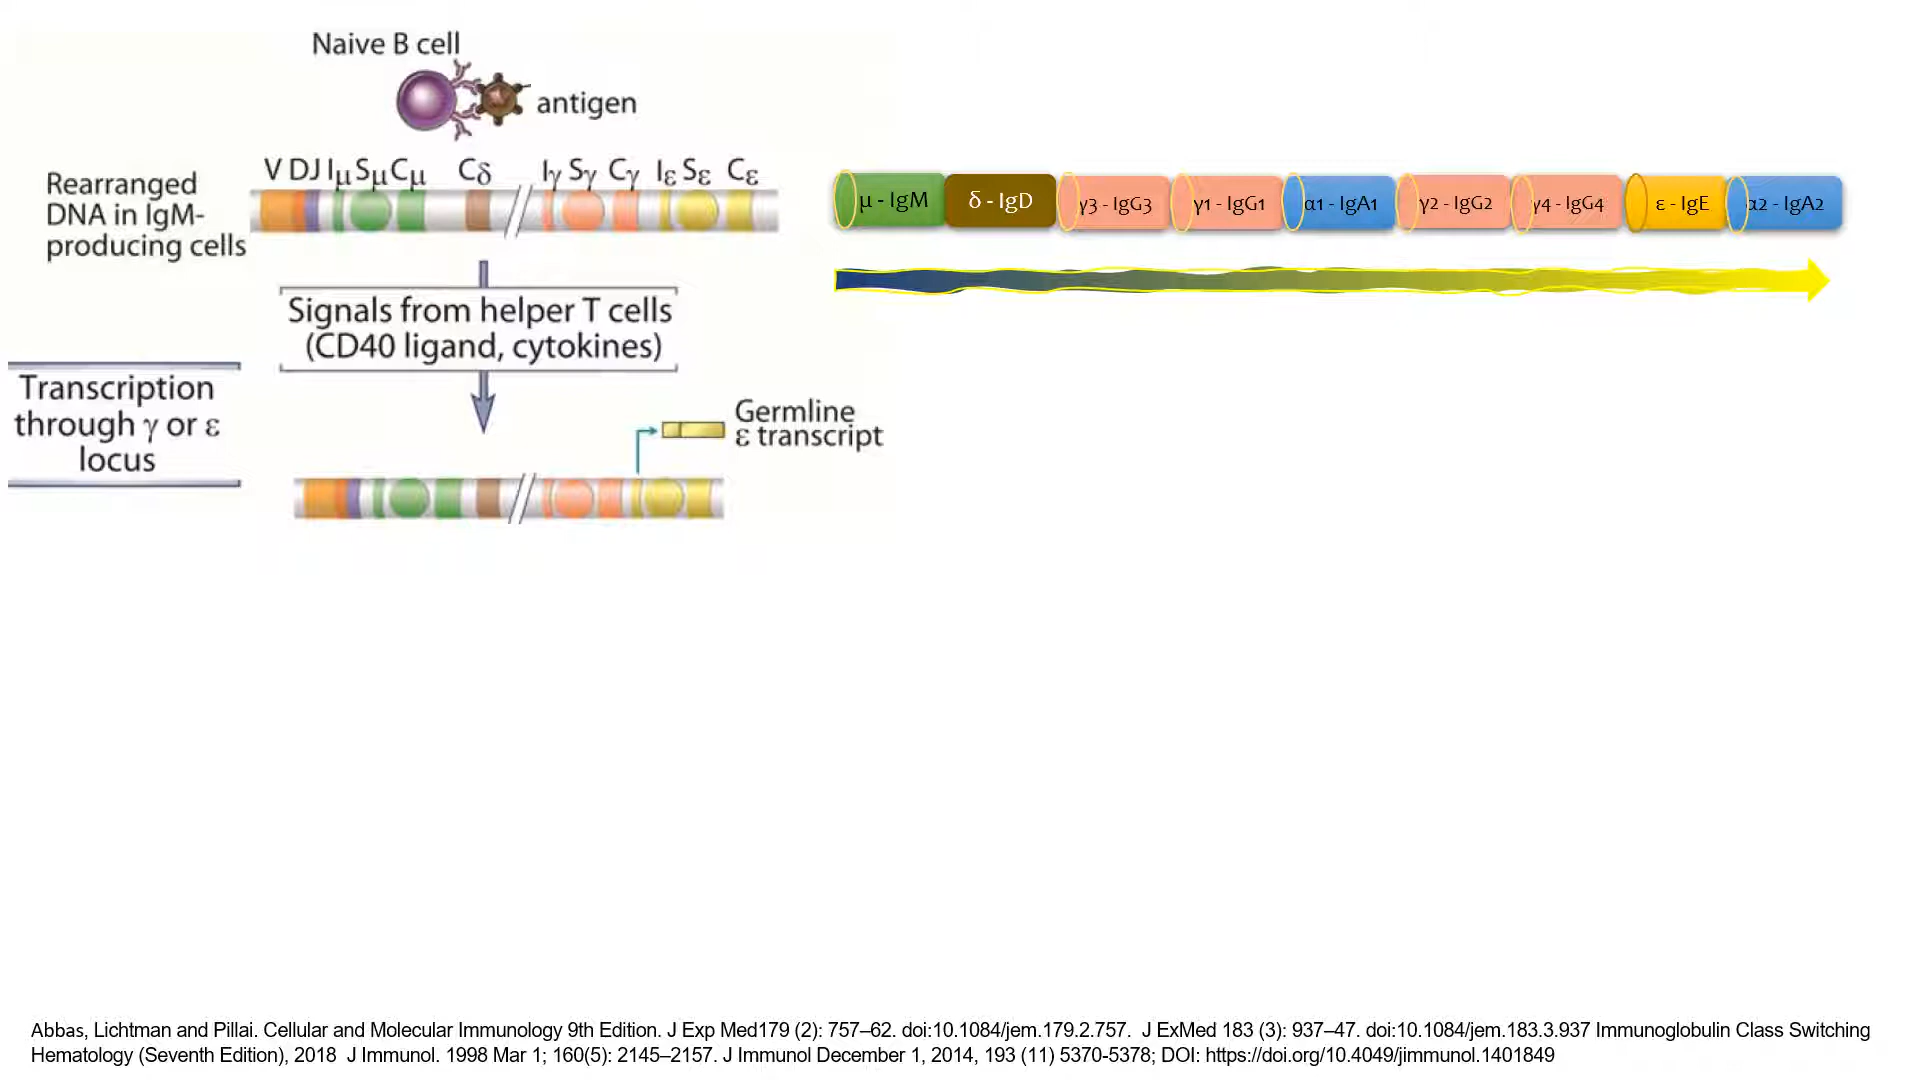 Naive B cell
antigen
Rearranged
DNA in IgM-
producing cells
V DJ Iμ Sμ Cμ Cδ Iγ Sγ Cγ Iε Sε Cε
μ - IgM
δ - IgD
γ3 - IgG3
γ1 - IgG1
α1 - IgA1
γ2 - IgG2
γ4 - IgG4
ε - IgE
α2 - IgA2
Signals from helper T cells
(CD40 ligand, cytokines)
Transcription
through γ or ε
locus
Germline
ε transcript
Abbas, Lichtman and Pillai. Cellular and Molecular Immunology 9th Edition. J Exp Med179 (2): 757–62. doi:10.1084/jem.179.2.757. J ExMed 183 (3): 937–47. doi:10.1084/jem.183.3.937 Immunoglobulin Class Switching
Hematology (Seventh Edition), 2018 J Immunol. 1998 Mar 1; 160(5): 2145–2157. J Immunol December 1, 2014, 193 (11) 5370-5378; DOI: https://doi.org/10.4049/jimmunol.1401849